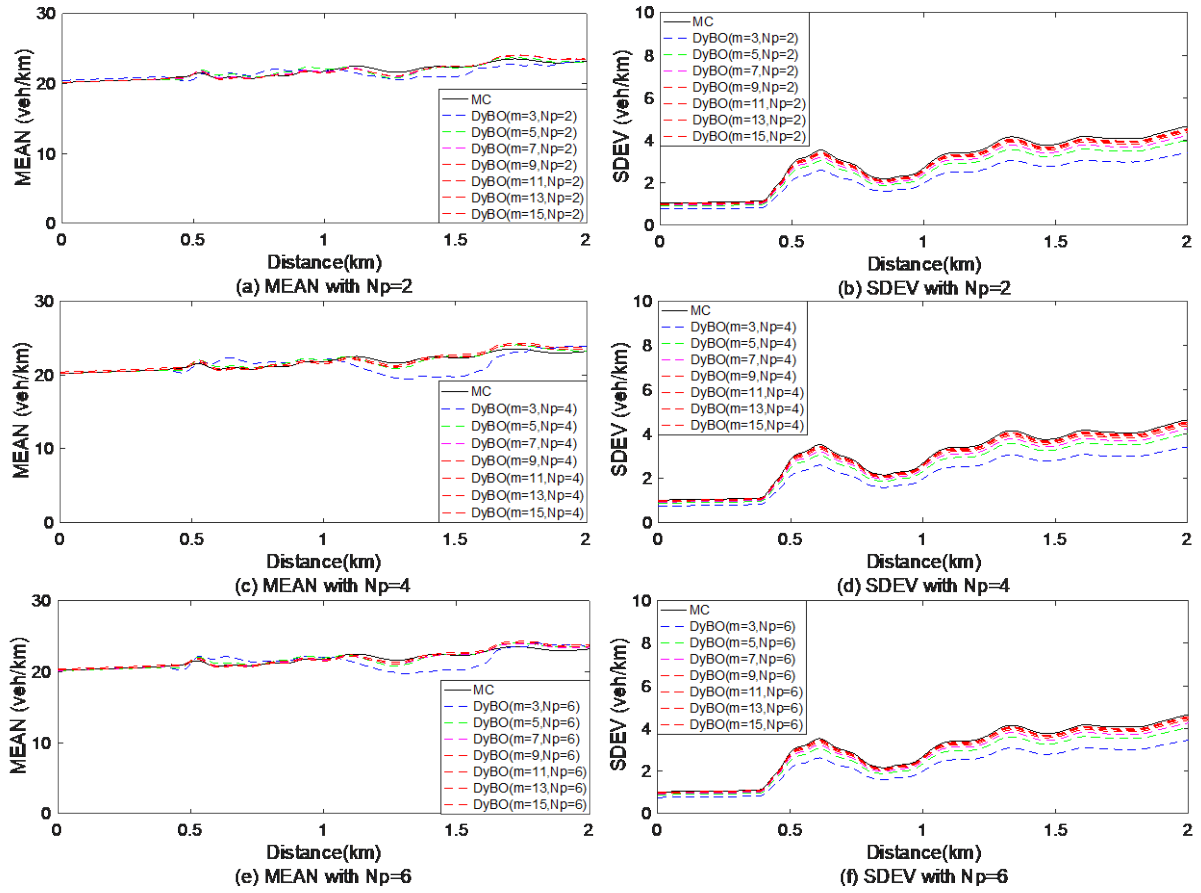 30
20
10
0
MEAN (veh/km)
MC
DyBO(m=3,Np=2)
DyBO(m=5,Np=2)
DyBO(m=7,Np=2)
DyBO(m=9,Np=2)
DyBO(m=11,Np=2)
DyBO(m=13,Np=2)
DyBO(m=15,Np=2)
0 0.5 1 1.5 2
Distance(km)
(a) MEAN with Np=2
10
8
6
4
2
0
SDEV (veh/km)
MC
DyBO(m=3,Np=2)
DyBO(m=5,Np=2)
DyBO(m=7,Np=2)
DyBO(m=9,Np=2)
DyBO(m=11,Np=2)
DyBO(m=13,Np=2)
DyBO(m=15,Np=2)
0 0.5 1 1.5 2
Distance(km)
(b) SDEV with Np=2
30
20
10
0
MEAN (veh/km)
MC
DyBO(m=3,Np=4)
DyBO(m=5,Np=4)
DyBO(m=7,Np=4)
DyBO(m=9,Np=4)
DyBO(m=11,Np=4)
DyBO(m=13,Np=4)
DyBO(m=15,Np=4)
0 0.5 1 1.5 2
Distance(km)
(c) MEAN with Np=4
10
8
6
4
2
0
SDEV (veh/km)
MC
DyBO(m=3,Np=4)
DyBO(m=5,Np=4)
DyBO(m=7,Np=4)
DyBO(m=9,Np=4)
DyBO(m=11,Np=4)
DyBO(m=13,Np=4)
DyBO(m=15,Np=4)
0 0.5 1 1.5 2
Distance(km)
(d) SDEV with Np=4
30
20
10
0
MEAN (veh/km)
MC
DyBO(m=3,Np=6)
DyBO(m=5,Np=6)
DyBO(m=7,Np=6)
DyBO(m=9,Np=6)
DyBO(m=11,Np=6)
DyBO(m=13,Np=6)
DyBO(m=15,Np=6)
0 0.5 1 1.5 2
Distance(km)
(e) MEAN with Np=6
10
8
6
4
2
0
SDEV (veh/km)
MC
DyBO(m=3,Np=6)
DyBO(m=5,Np=6)
DyBO(m=7,Np=6)
DyBO(m=9,Np=6)
DyBO(m=11,Np=6)
DyBO(m=13,Np=6)
DyBO(m=15,Np=6)
0 0.5 1 1.5 2
Distance(km)
(f) SDEV with Np=6